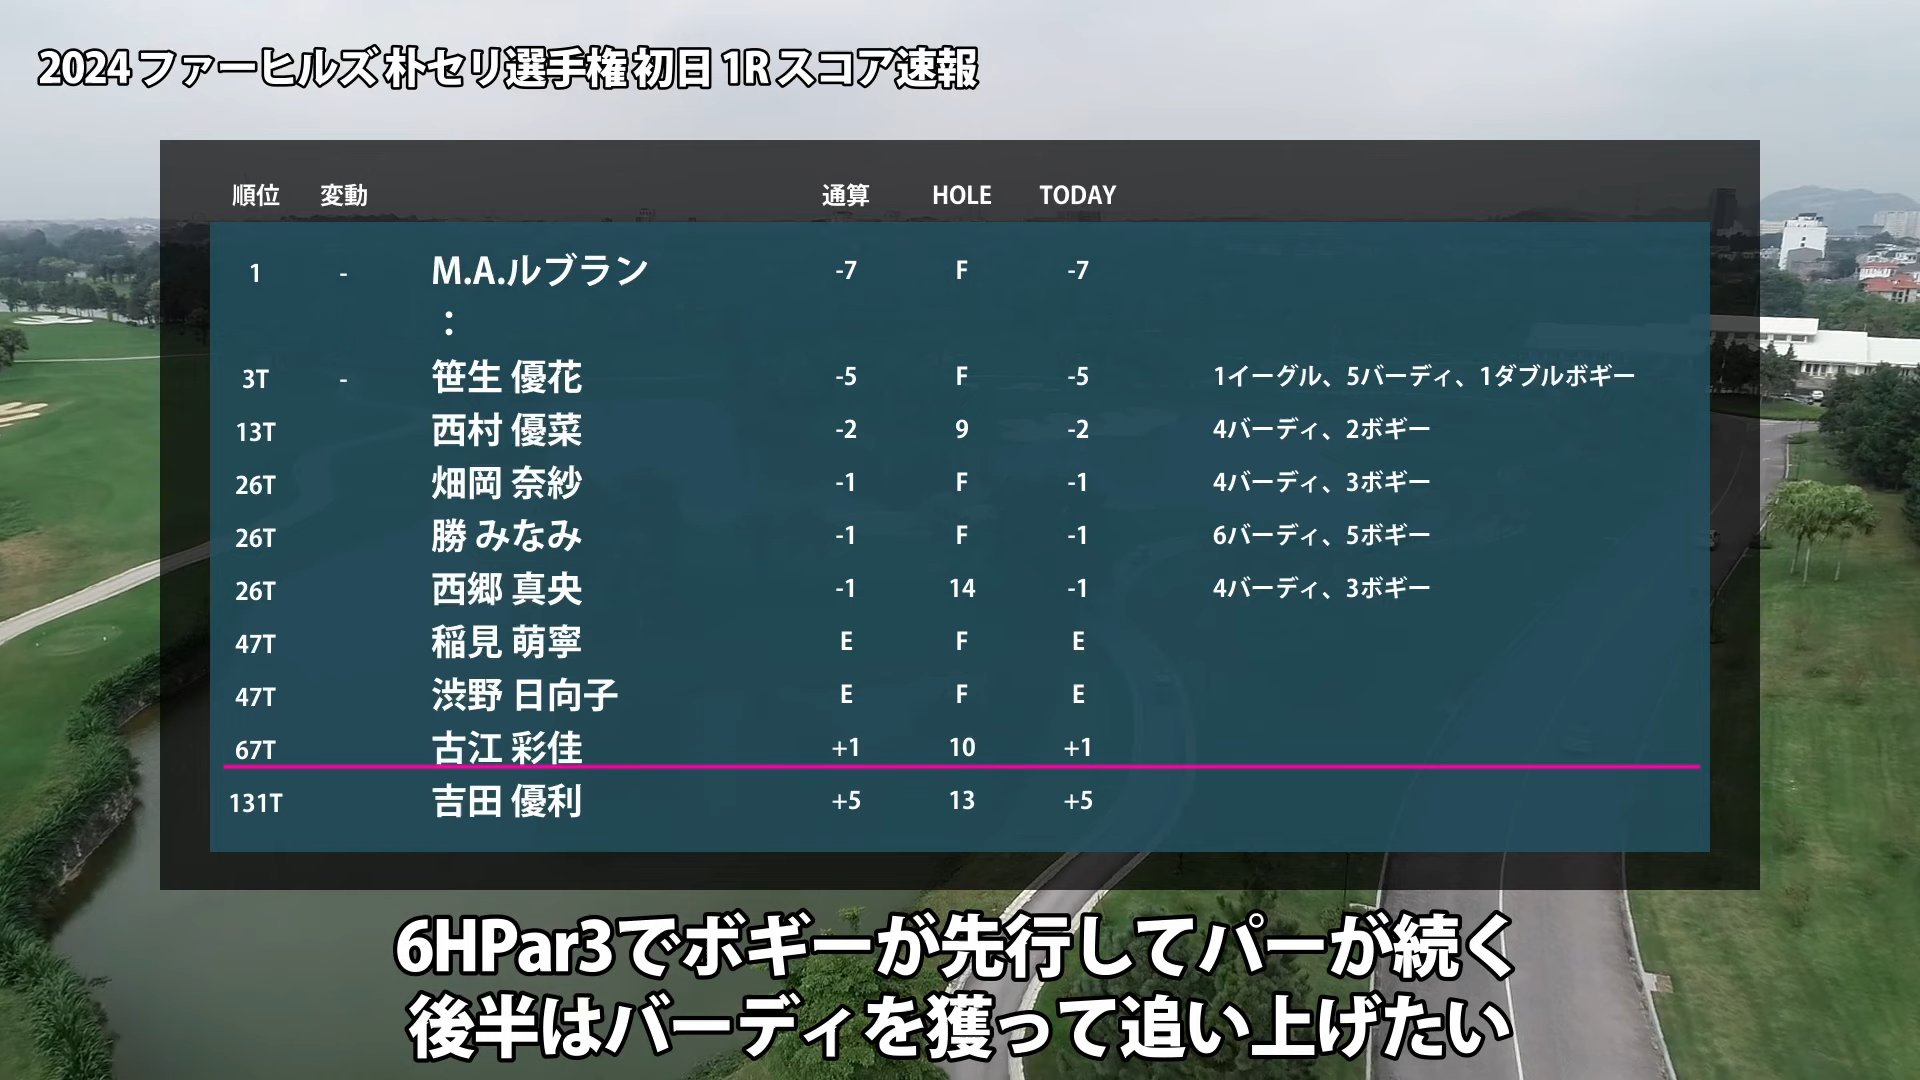 2024 ファーヒルズ 朴セリ選手権 初日 1R スコア速報
順位 変動 通算 HOLE TODAY
1 - M.A.ルブラン -7 F -7
：
3T - 笹生 優花 -5 F -5 1イーグル、5バーディ、1ダブルボギー
13T 西村 優菜 -2 9 -2 4バーディ、2ボギー
26T 畑岡 奈紗 -1 F -1 4バーディ、3ボギー
26T 勝 みなみ -1 F -1 6バーディ、5ボギー
26T 西郷 真央 -1 14 -1 4バーディ、3ボギー
47T 稲見 萌寧 E F E
47T 渋野 日向子 E F E
67T 古江 彩佳 +1 10 +1
131T 吉田 優利 +5 13 +5
6HPar3でボギーが先行してパーが続く
後半はバーディを獲って追い上げたい